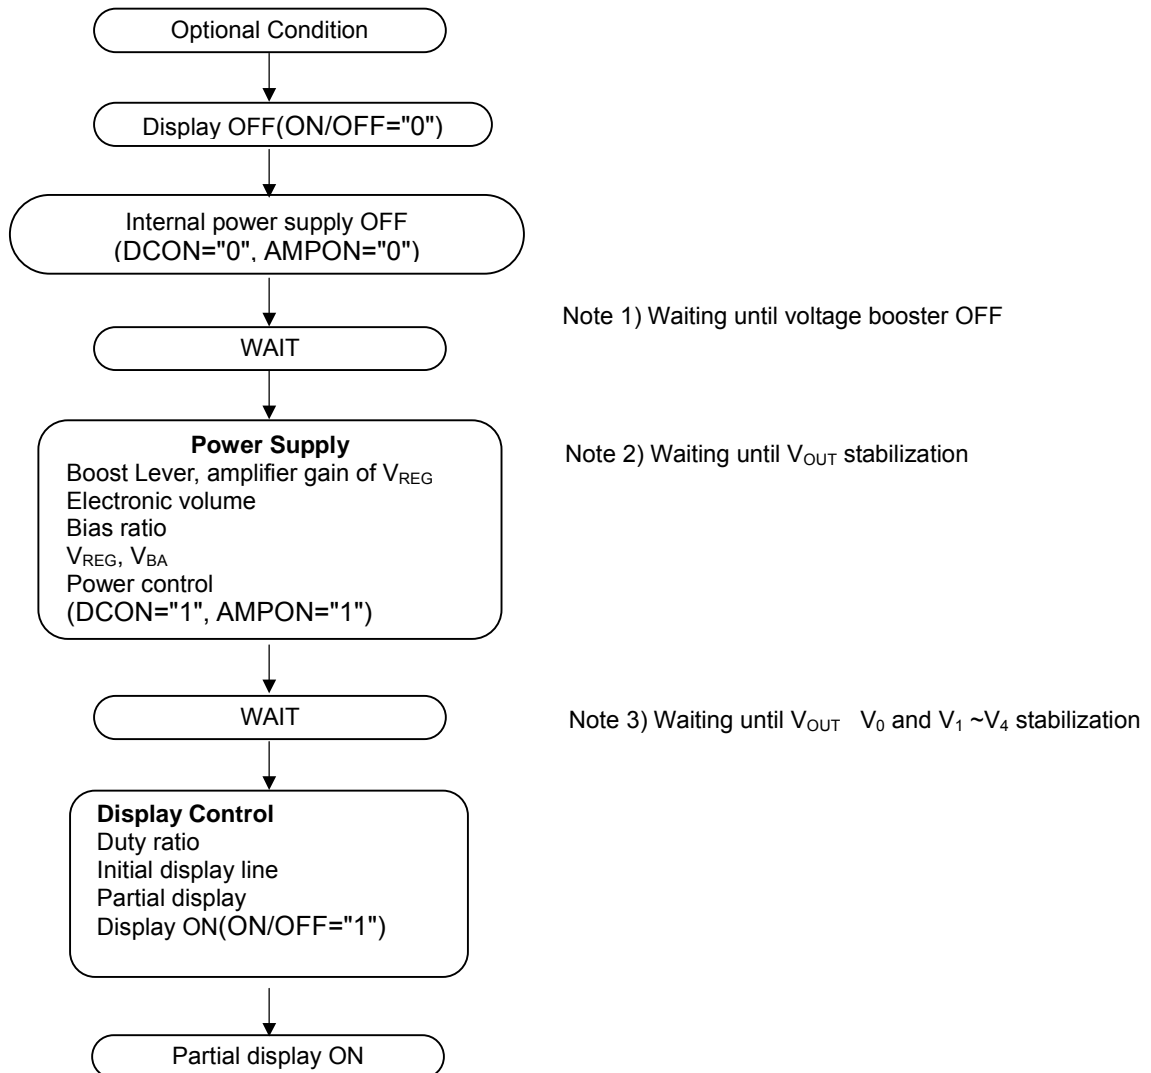 Optional Condition
Display OFF(ON/OFF="0")
Internal power supply OFF
(DCON="0", AMPON="0")
Note 1) Waiting until voltage booster OFF
WAIT
Power Supply
Boost Lever, amplifier gain of VREG
Electronic volume
Bias ratio
VREG, VBA
Power control
(DCON="1", AMPON="1")
Note 2) Waiting until VOUT stabilization
WAIT
Note 3) Waiting until VOUT V0 and V1 ~V4 stabilization
Display Control
Duty ratio
Initial display line
Partial display
Display ON(ON/OFF="1")
Partial display ON